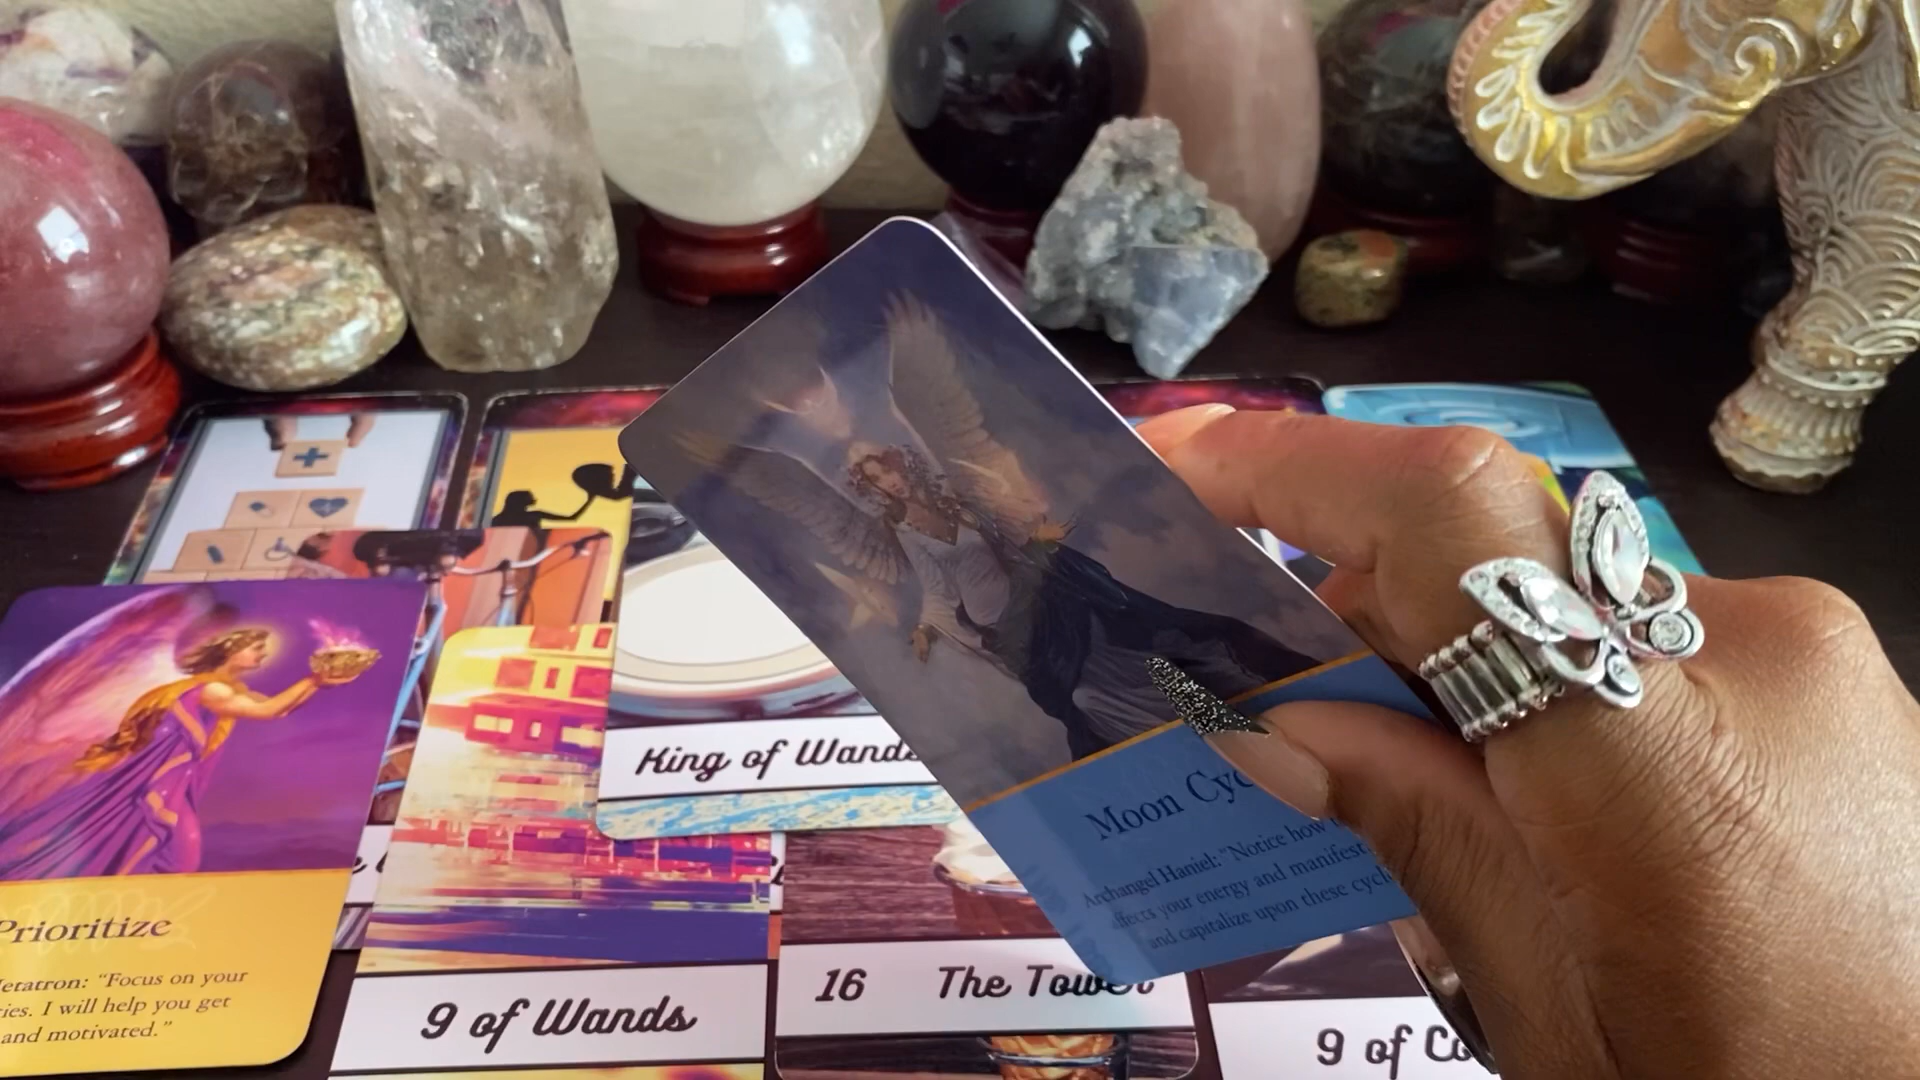 King of Wands
Moon Cyc
Archangel Haniel: "Notice how
affects your energy and manifest
and capitalize upon these cycl
Prioritize
Metatron: "Focus on your
ties. I will help you get
and motivated."
9 of Wands
16 The Tower
9 of Co